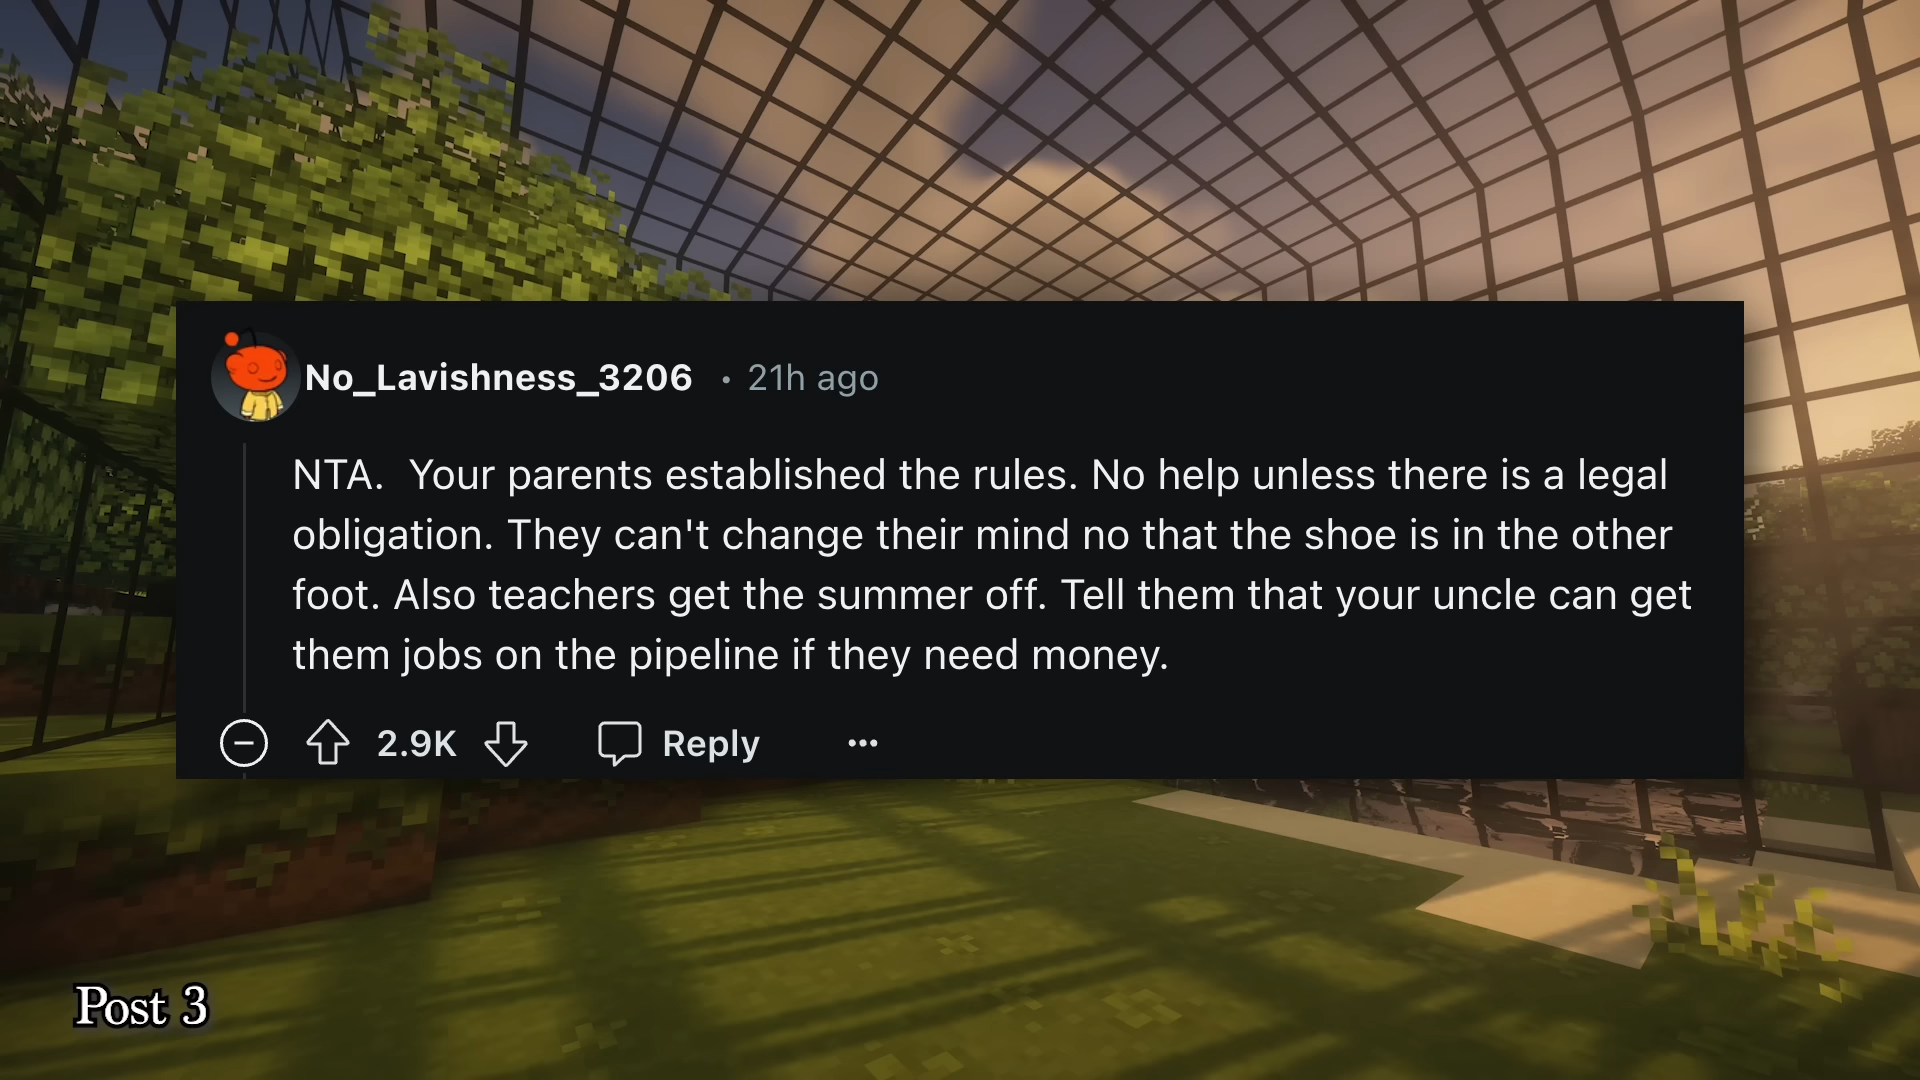 No_Lavishness_3206 • 21h ago
NTA.  Your parents established the rules. No help unless there is a legal
obligation. They can't change their mind no that the shoe is in the other
foot. Also teachers get the summer off. Tell them that your uncle can get
them jobs on the pipeline if they need money.
2.9K Reply ...
Post 3